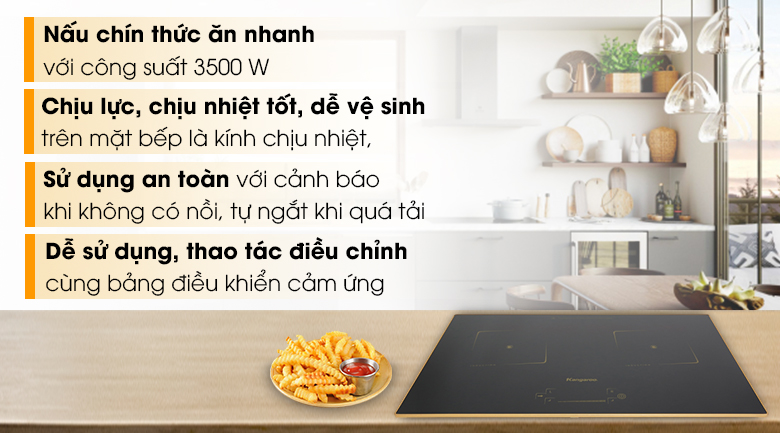 Nấu chín thức ăn nhanh
với công suất 3500 W
Chịu lực, chịu nhiệt tốt, dễ vệ sinh
trên mặt bếp là kính chịu nhiệt,
Sử dụng an toàn với cảnh báo
khi không có nồi, tự ngắt khi quá tải
Dễ sử dụng, thao tác điều chỉnh
cùng bảng điều khiển cảm ứng
Kangaroo